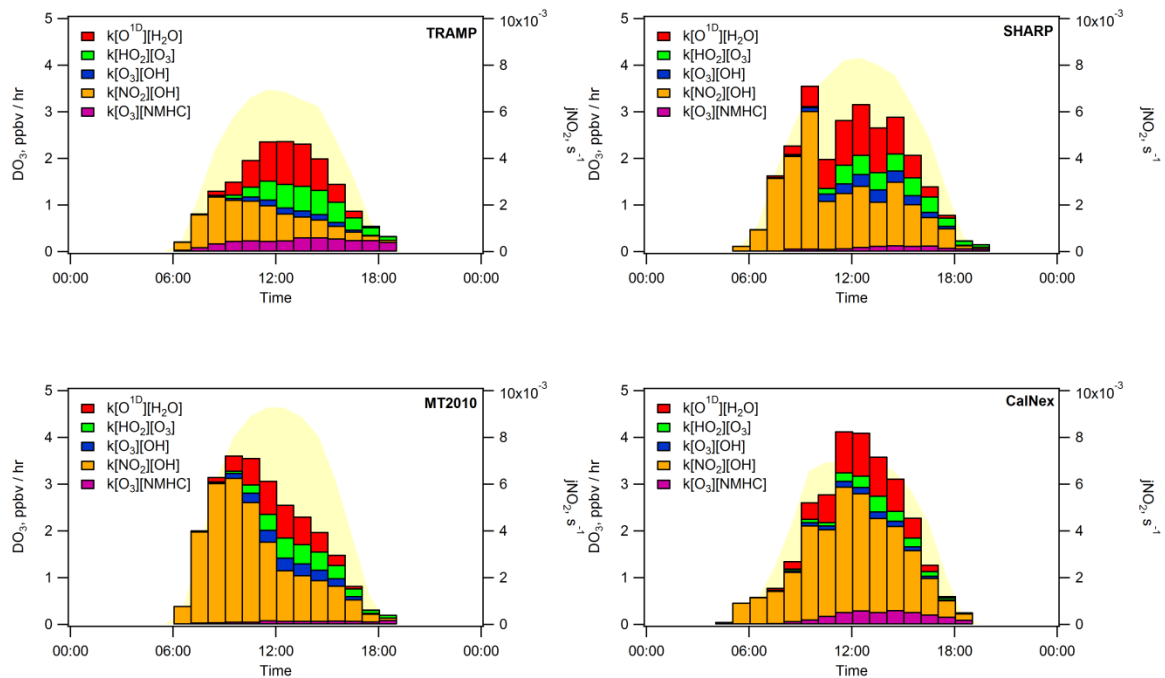 TRAMP
k[O1D][H2O]
k[HO2][O3]
k[O3][OH]
k[NO2][OH]
k[O3][NMHC]
DO3, ppbv / hr
5
4
3
2
1
0
10x10-3
8
6
4
2
0
jNO2, s-1
00:00 06:00 12:00 18:00 00:00
Time
SHARP
k[O1D][H2O]
k[HO2][O3]
k[O3][OH]
k[NO2][OH]
k[O3][NMHC]
DO3, ppbv / hr
5
4
3
2
1
0
10x10-3
8
6
4
2
0
jNO2, s-1
00:00 06:00 12:00 18:00 00:00
Time
MT2010
k[O1D][H2O]
k[HO2][O3]
k[O3][OH]
k[NO2][OH]
k[O3][NMHC]
DO3, ppbv / hr
5
4
3
2
1
0
10x10-3
8
6
4
2
0
jNO2, s-1
00:00 06:00 12:00 18:00 00:00
Time
CalNex
k[O1D][H2O]
k[HO2][O3]
k[O3][OH]
k[NO2][OH]
k[O3][NMHC]
DO3, ppbv / hr
5
4
3
2
1
0
10x10-3
8
6
4
2
0
jNO2, s-1
00:00 06:00 12:00 18:00 00:00
Time